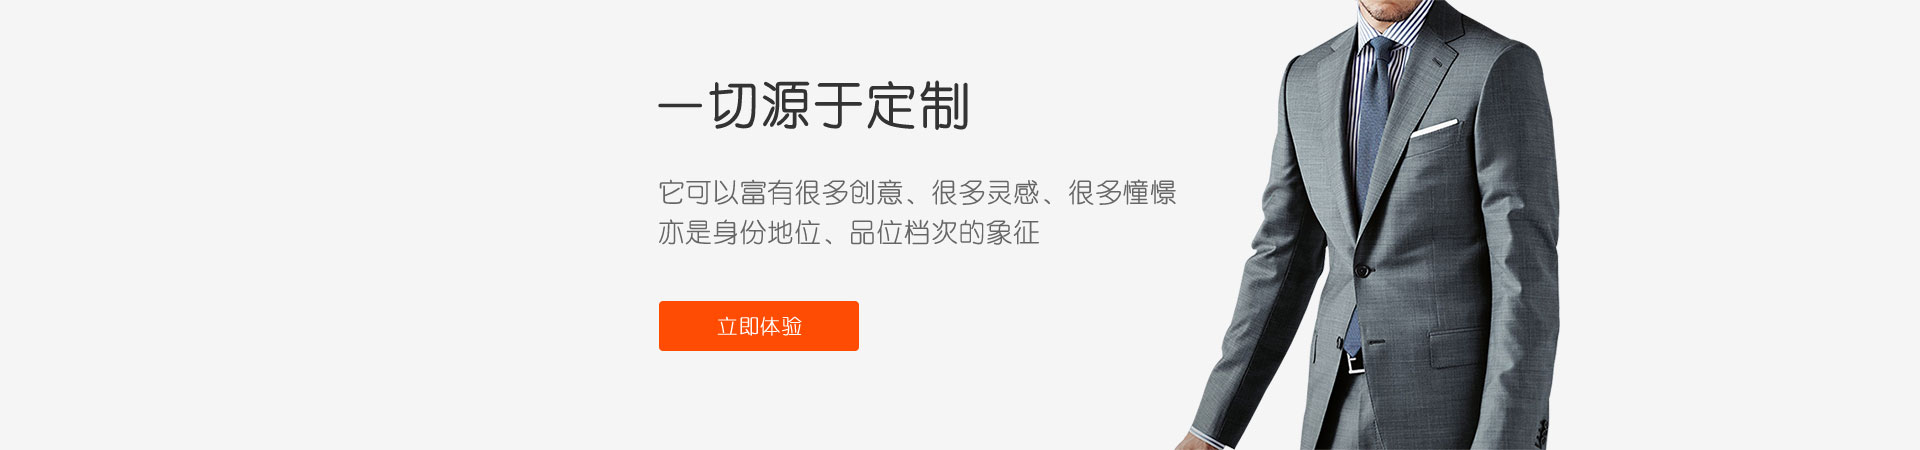 一切源于定制
它可以富有很多创意、很多灵感、很多憧憬
亦是身份地位、品位档次的象征
立即体验